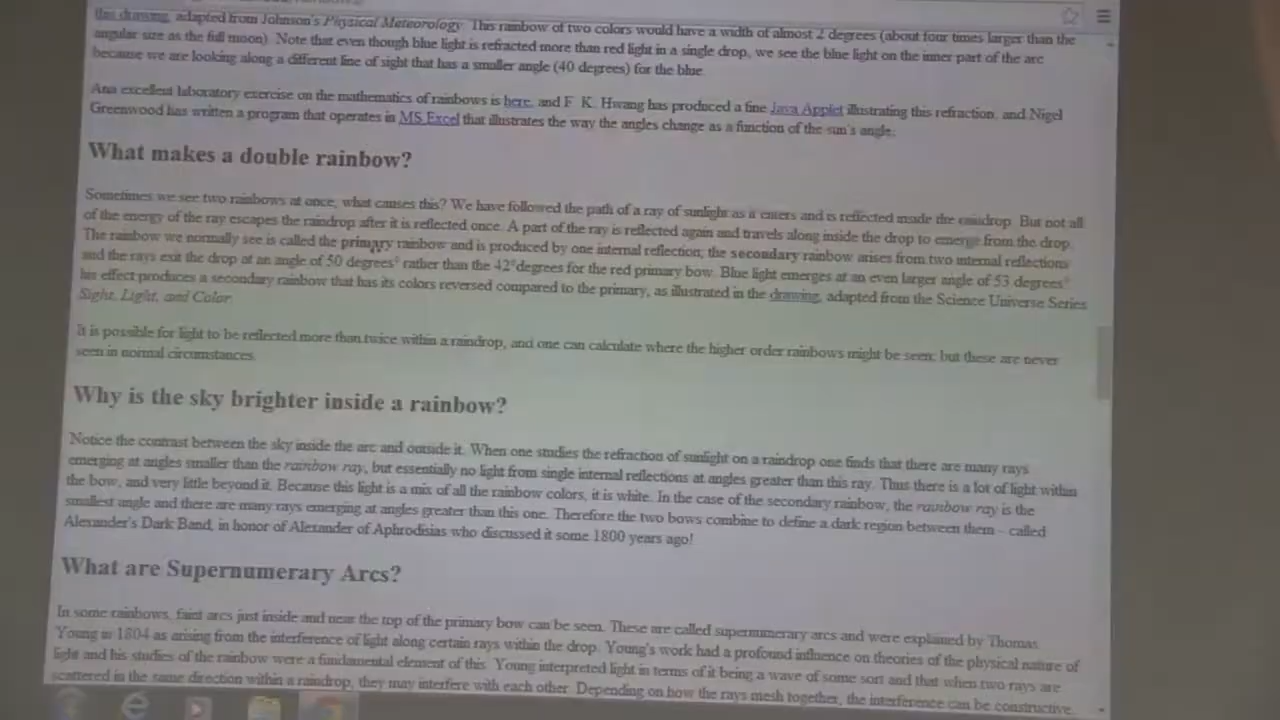 this drawing, adapted from Johnson's Physical Meteorology. This rainbow of two colors would have a width of almost 2 degrees (about four times larger than the
angular size as the full moon). Note that even though blue light is refracted more than red light in a single drop, we see the blue light on the inner part of the arc
because we are looking along a different line of sight that has a smaller angle (40 degrees) for the blue.
Ana excellent laboratory exercise on the mathematics of rainbows is here, and F. K. Hwang has produced a fine Java Applet illustrating this refraction, and Nigel
Greenwood has written a program that operates in MS Excel that illustrates the way the angles change as a function of the sun's angle.
What makes a double rainbow?
Sometimes we see two rainbows at once, what causes this? We have followed the path of a ray of sunlight as it enters and is reflected inside the raindrop. But not all
of the energy of the ray escapes the raindrop after it is reflected once. A part of the ray is reflected again and travels along inside the drop to emerge from the drop.
The rainbow we normally see is called the primary rainbow and is produced by one internal reflection; the secondary rainbow arises from two internal reflections
and the rays exit the drop at an angle of 50 degrees° rather than the 42°degrees for the red primary bow. Blue light emerges at an even larger angle of 53 degrees°
his effect produces a secondary rainbow that has its colors reversed compared to the primary, as illustrated in the drawing, adapted from the Science Universe Series
Sight, Light, and Color.
It is possible for light to be reflected more than twice within a raindrop, and one can calculate where the higher order rainbows might be seen; but these are never
seen in normal circumstances.
Why is the sky brighter inside a rainbow?
Notice the contrast between the sky inside the arc and outside it. When one studies the refraction of sunlight on a raindrop one finds that there are many rays
emerging at angles smaller than the rainbow ray, but essentially no light from single internal reflections at angles greater than this ray. Thus there is a lot of light within
the bow, and very little beyond it. Because this light is a mix of all the rainbow colors, it is white. In the case of the secondary rainbow, the rainbow ray is the
smallest angle and there are many rays emerging at angles greater than this one. Therefore the two bows combine to define a dark region between them - called
Alexander's Dark Band, in honor of Alexander of Aphrodisias who discussed it some 1800 years ago!
What are Supernumerary Arcs?
In some rainbows, faint arcs just inside and near the top of the primary bow can be seen. These are called supernumerary arcs and were explained by Thomas
Young in 1804 as arising from the interference of light along certain rays within the drop. Young's work had a profound influence on theories of the physical nature of
light and his studies of the rainbow were a fundamental element of this. Young interpreted light in terms of it being a wave of some sort and that when two rays are
scattered in the same direction within a raindrop, they may interfere with each other. Depending on how the rays mesh together, the interference can be constructive,